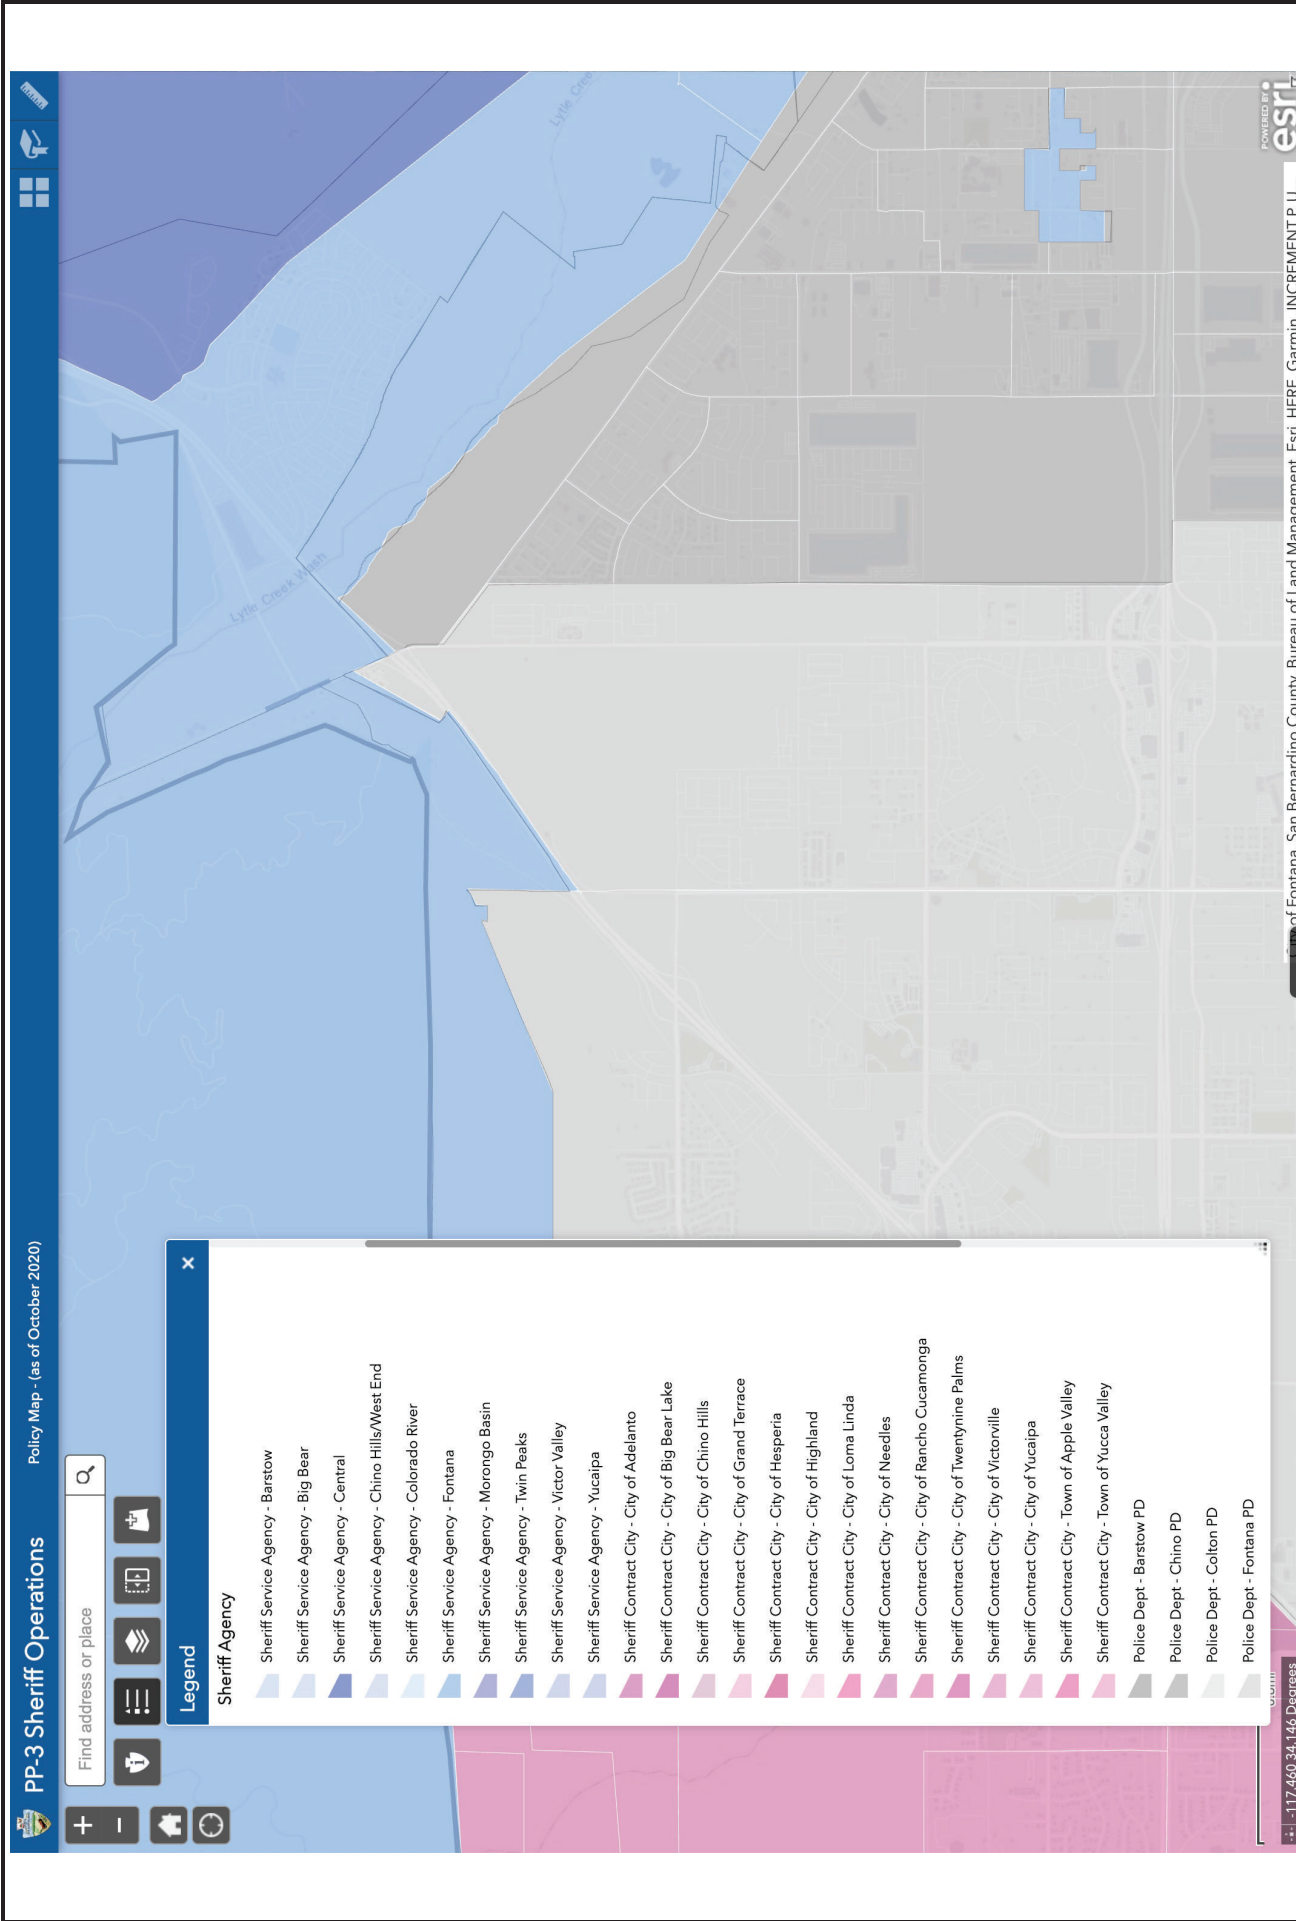 PP-3 Sheriff Operations
Policy Map - (as of October 2020)
Find address or place
Legend
Sheriff Agency
Sheriff Service Agency - Barstow
Sheriff Service Agency - Big Bear
Sheriff Service Agency - Central
Sheriff Service Agency - Chino Hills/West End
Sheriff Service Agency - Colorado River
Sheriff Service Agency - Fontana
Sheriff Service Agency - Morongo Basin
Sheriff Service Agency - Twin Peaks
Sheriff Service Agency - Victor Valley
Sheriff Service Agency - Yucaipa
Sheriff Contract City - City of Adelanto
Sheriff Contract City - City of Big Bear Lake
Sheriff Contract City - City of Chino Hills
Sheriff Contract City - City of Grand Terrace
Sheriff Contract City - City of Hesperia
Sheriff Contract City - City of Highland
Sheriff Contract City - City of Loma Linda
Sheriff Contract City - City of Needles
Sheriff Contract City - City of Rancho Cucamonga
Sheriff Contract City - City of Twentynine Palms
Sheriff Contract City - City of Victorville
Sheriff Contract City - City of Yucaipa
Sheriff Contract City - Town of Apple Valley
Sheriff Contract City - Town of Yucca Valley
Police Dept - Barstow PD
Police Dept - Chino PD
Police Dept - Colton PD
Police Dept - Fontana PD
Lytle Creek Wash
Lytle Cree
-117.460 34.146 Degrees
of Fontana, San Bernardino County, Bureau of Land Management, Esri, HERE, Garmin, INCREMENT P, U
POWERED BY
esri